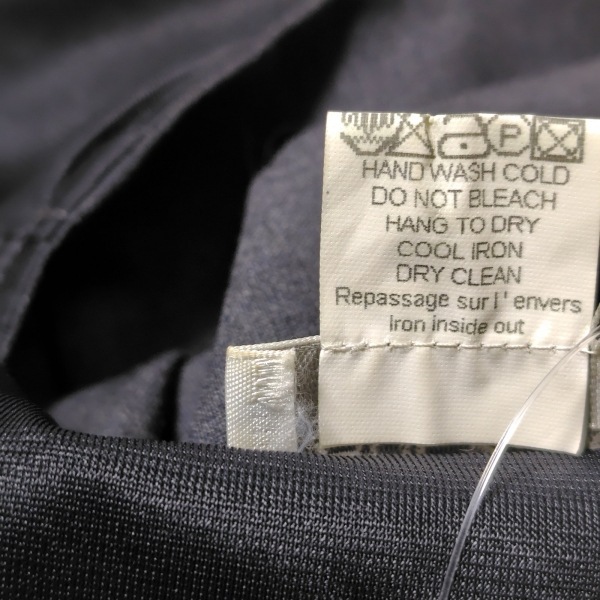 P
HAND WASH COLD
DO NOT BLEACH
HANG TO DRY
COOL IRON
DRY CLEAN
Repassage sur l' envers
Iron inside out